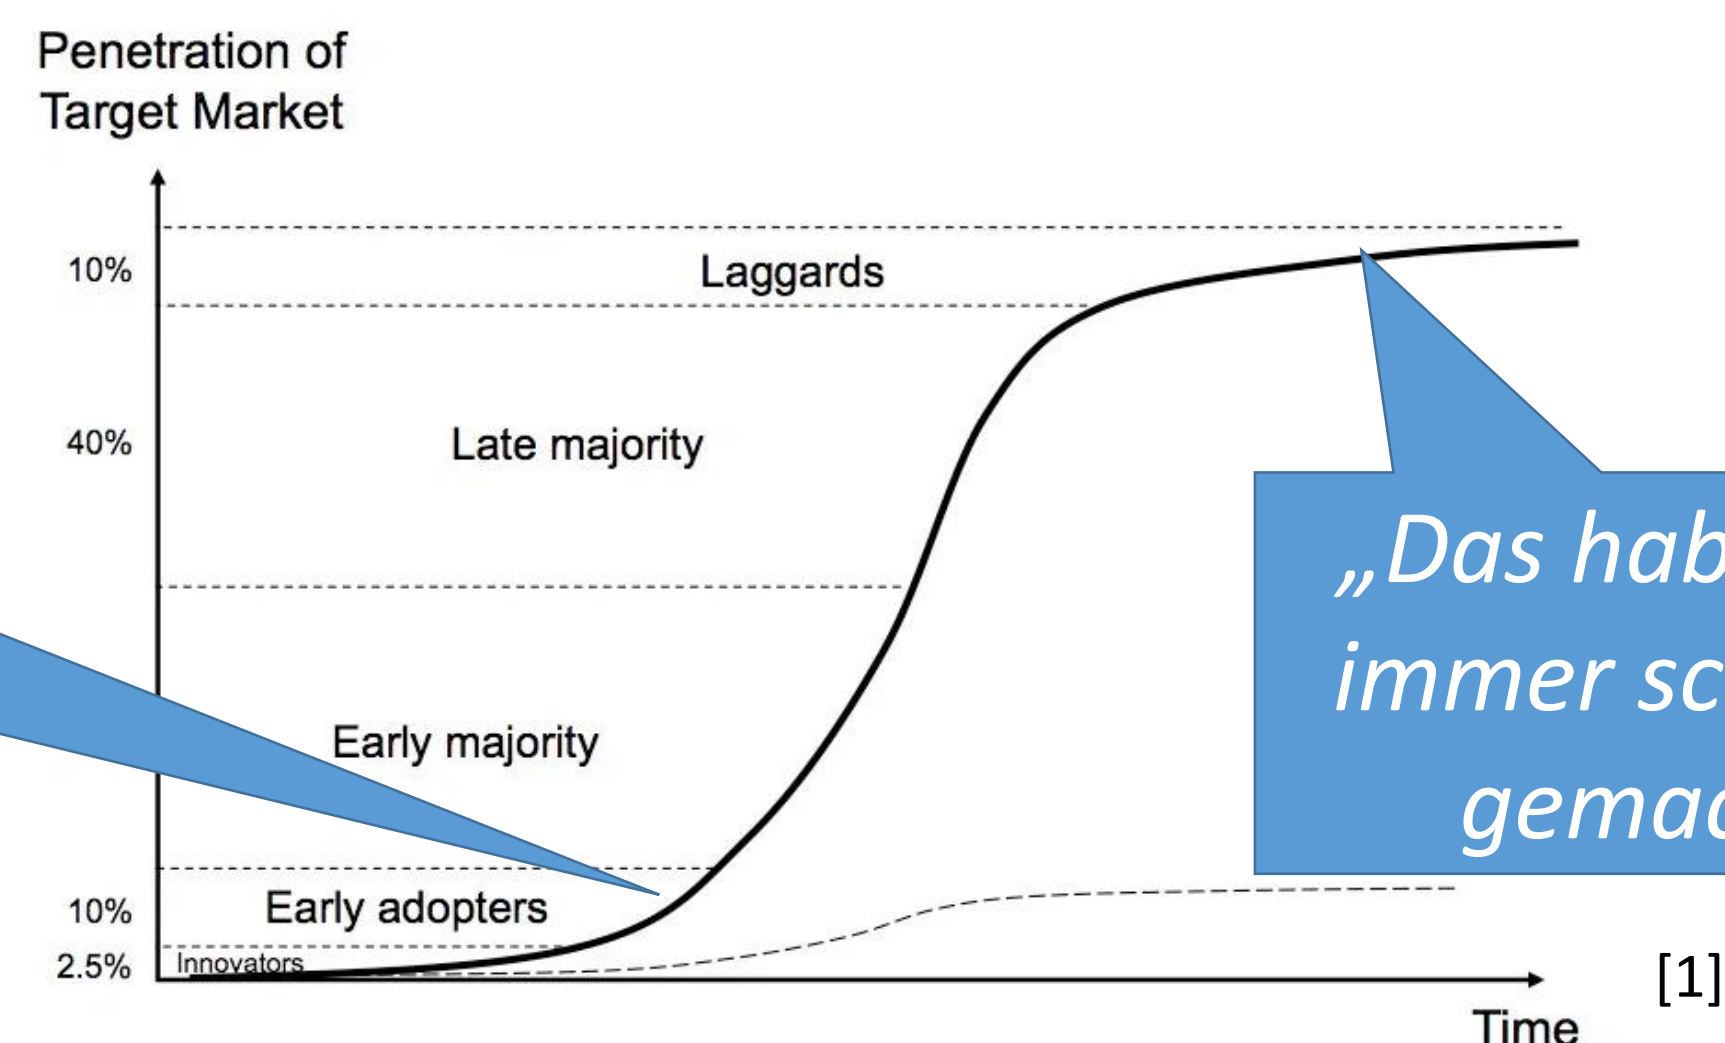 Penetration of
Target Market
10%
Laggards
40%
Late majority
„Das hab
immer sc
gemac
Early majority
10%
Early adopters
2.5%
Innovators
[1]
Time